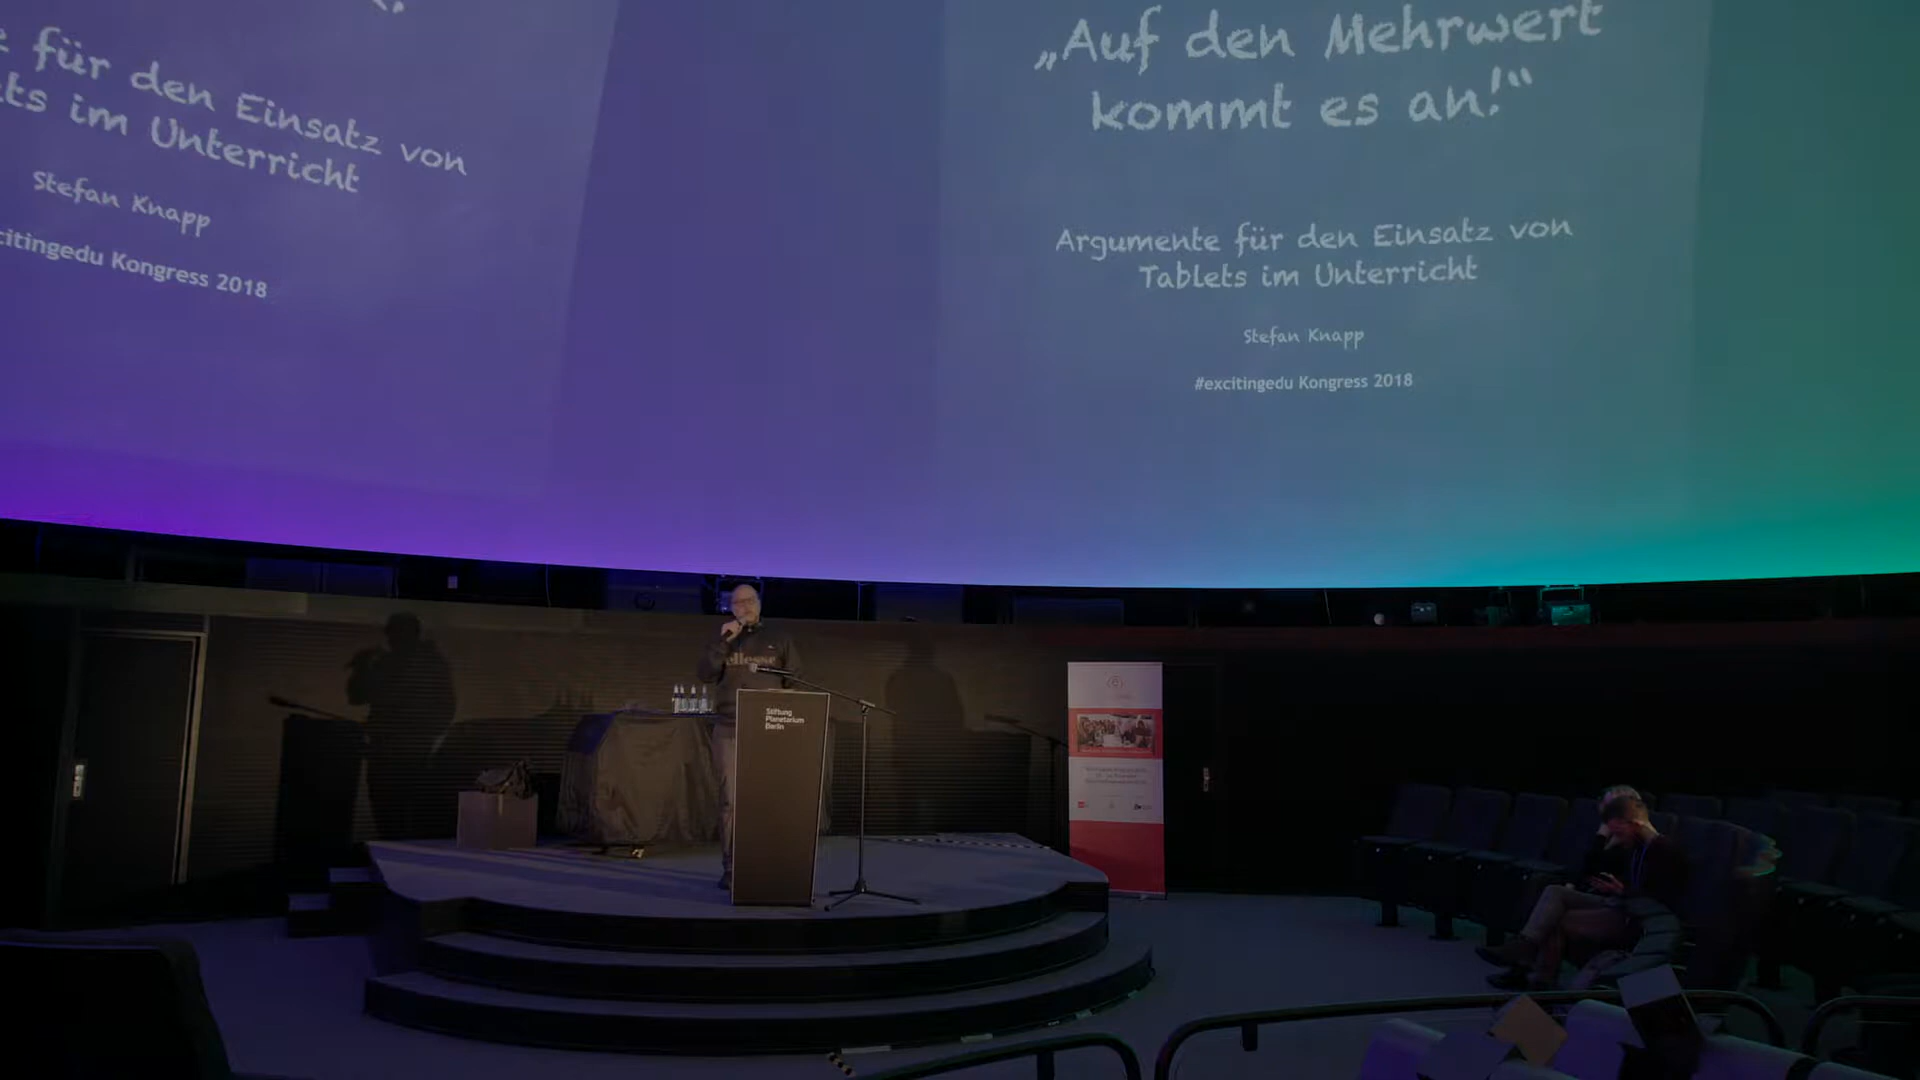 für den Einsatz von
ts im Unterricht
Stefan Knapp
citingedu Kongress 2018
„Auf den Mehrwert
kommt es an!“
Argumente für den Einsatz von
Tablets im Unterricht
Stefan Knapp
#excitingedu Kongress 2018
ellesse
Stiftung
Planetarium
Berlin